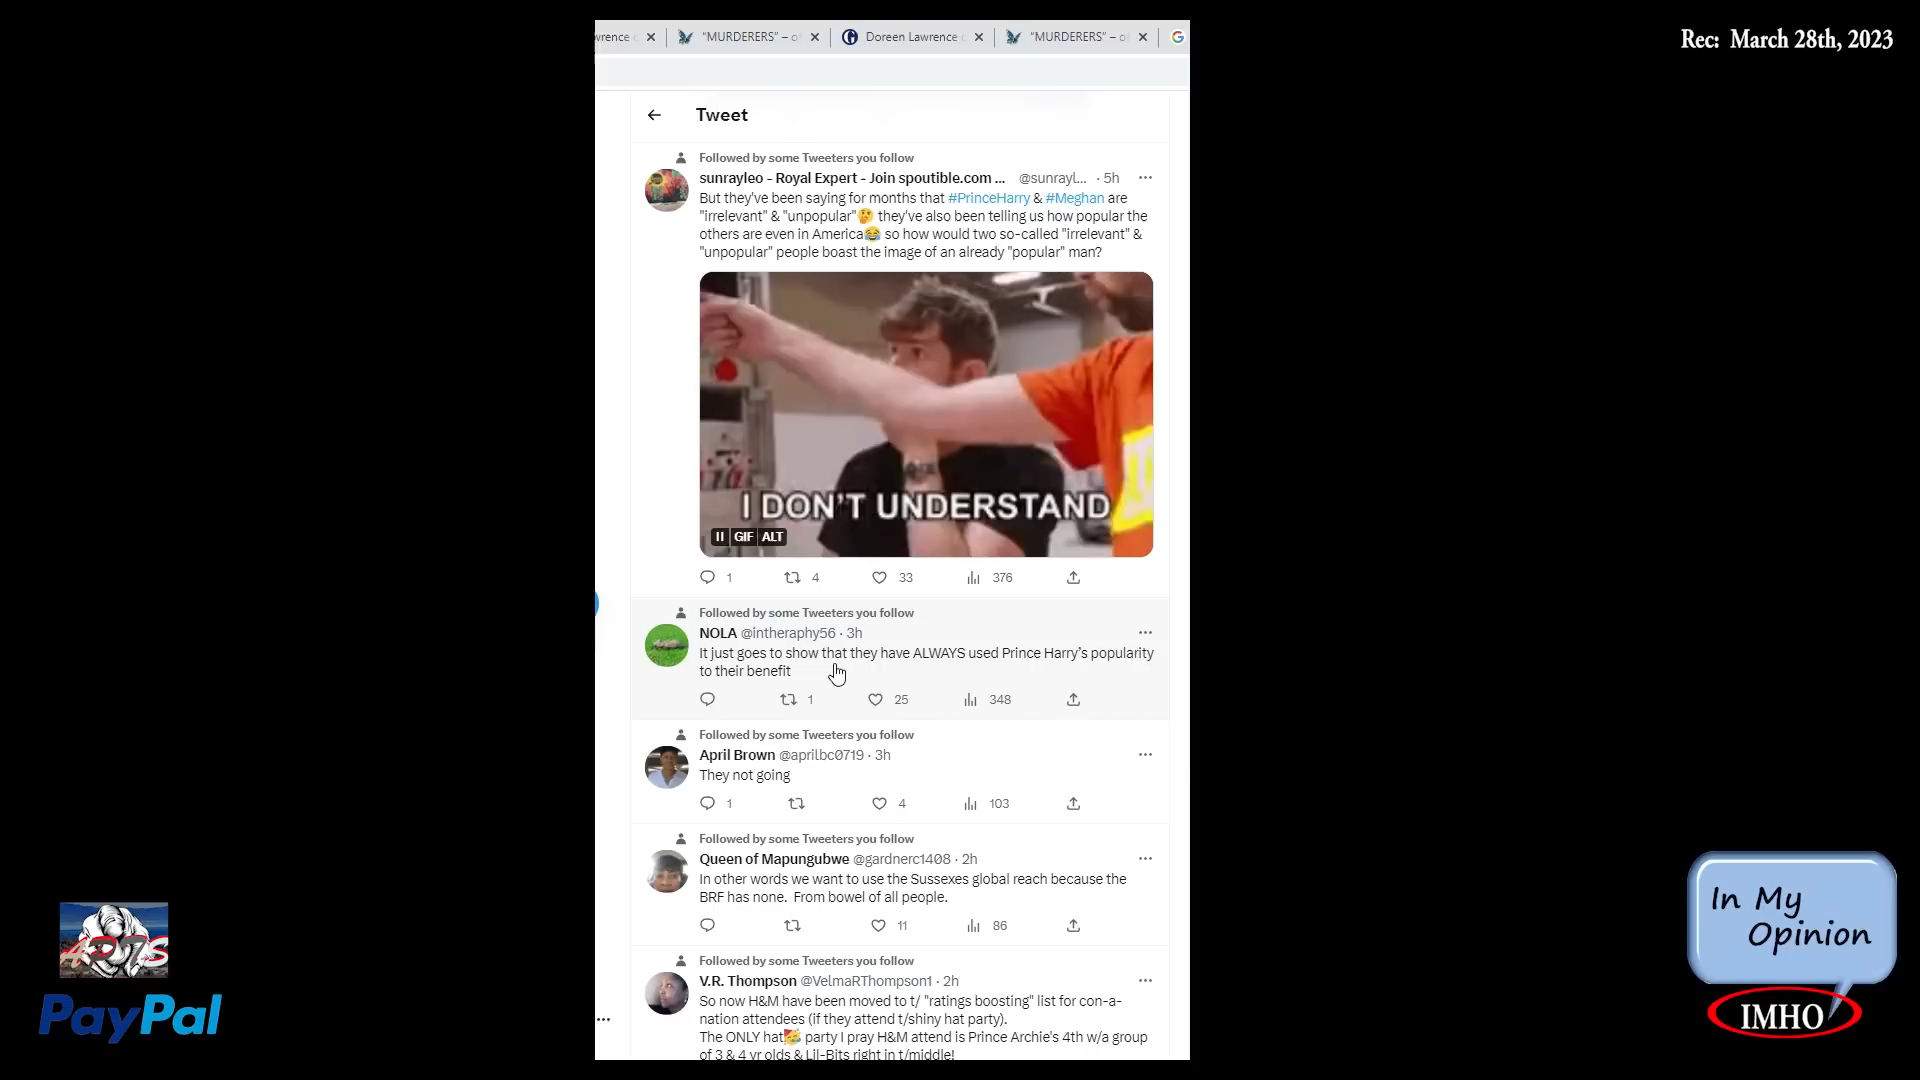 wrence
"MURDERERS" – o
Doreen Lawrence
"MURDERERS" – o
Rec: March 28th, 2023
Tweet
Followed by some Tweeters you follow
sunrayleo - Royal Expert - Join spoutible.com ... @sunrayl... · 5h
But they've been saying for months that #PrinceHarry & #Meghan are
"irrelevant" & "unpopular"🤔 they've also been telling us how popular the
others are even in America😂 so how would two so-called "irrelevant" &
"unpopular" people boast the image of an already "popular" man?
I DON'T UNDERSTAND
GIF ALT
1 4 33 376
Followed by some Tweeters you follow
NOLA @intheraphy56 · 3h
It just goes to show that they have ALWAYS used Prince Harry's popularity
to their benefit
1 25 348
Followed by some Tweeters you follow
April Brown @aprilbc0719 · 3h
They not going
1 4 103
Followed by some Tweeters you follow
Queen of Mapungubwe @gardnerc1408 · 2h
In other words we want to use the Sussexes global reach because the
BRF has none. From bowel of all people.
11 86
Followed by some Tweeters you follow
V.R. Thompson @VelmaRThompson1 · 2h
So now H&M have been moved to t/ "ratings boosting" list for con-a-
nation attendees (if they attend t/shiny hat party).
The ONLY hat🥳 party I pray H&M attend is Prince Archie's 4th w/a group
of 3 & 4 yr olds & Lil-Bits right in t/middle!
PayPal
In My
Opinion
IMHO